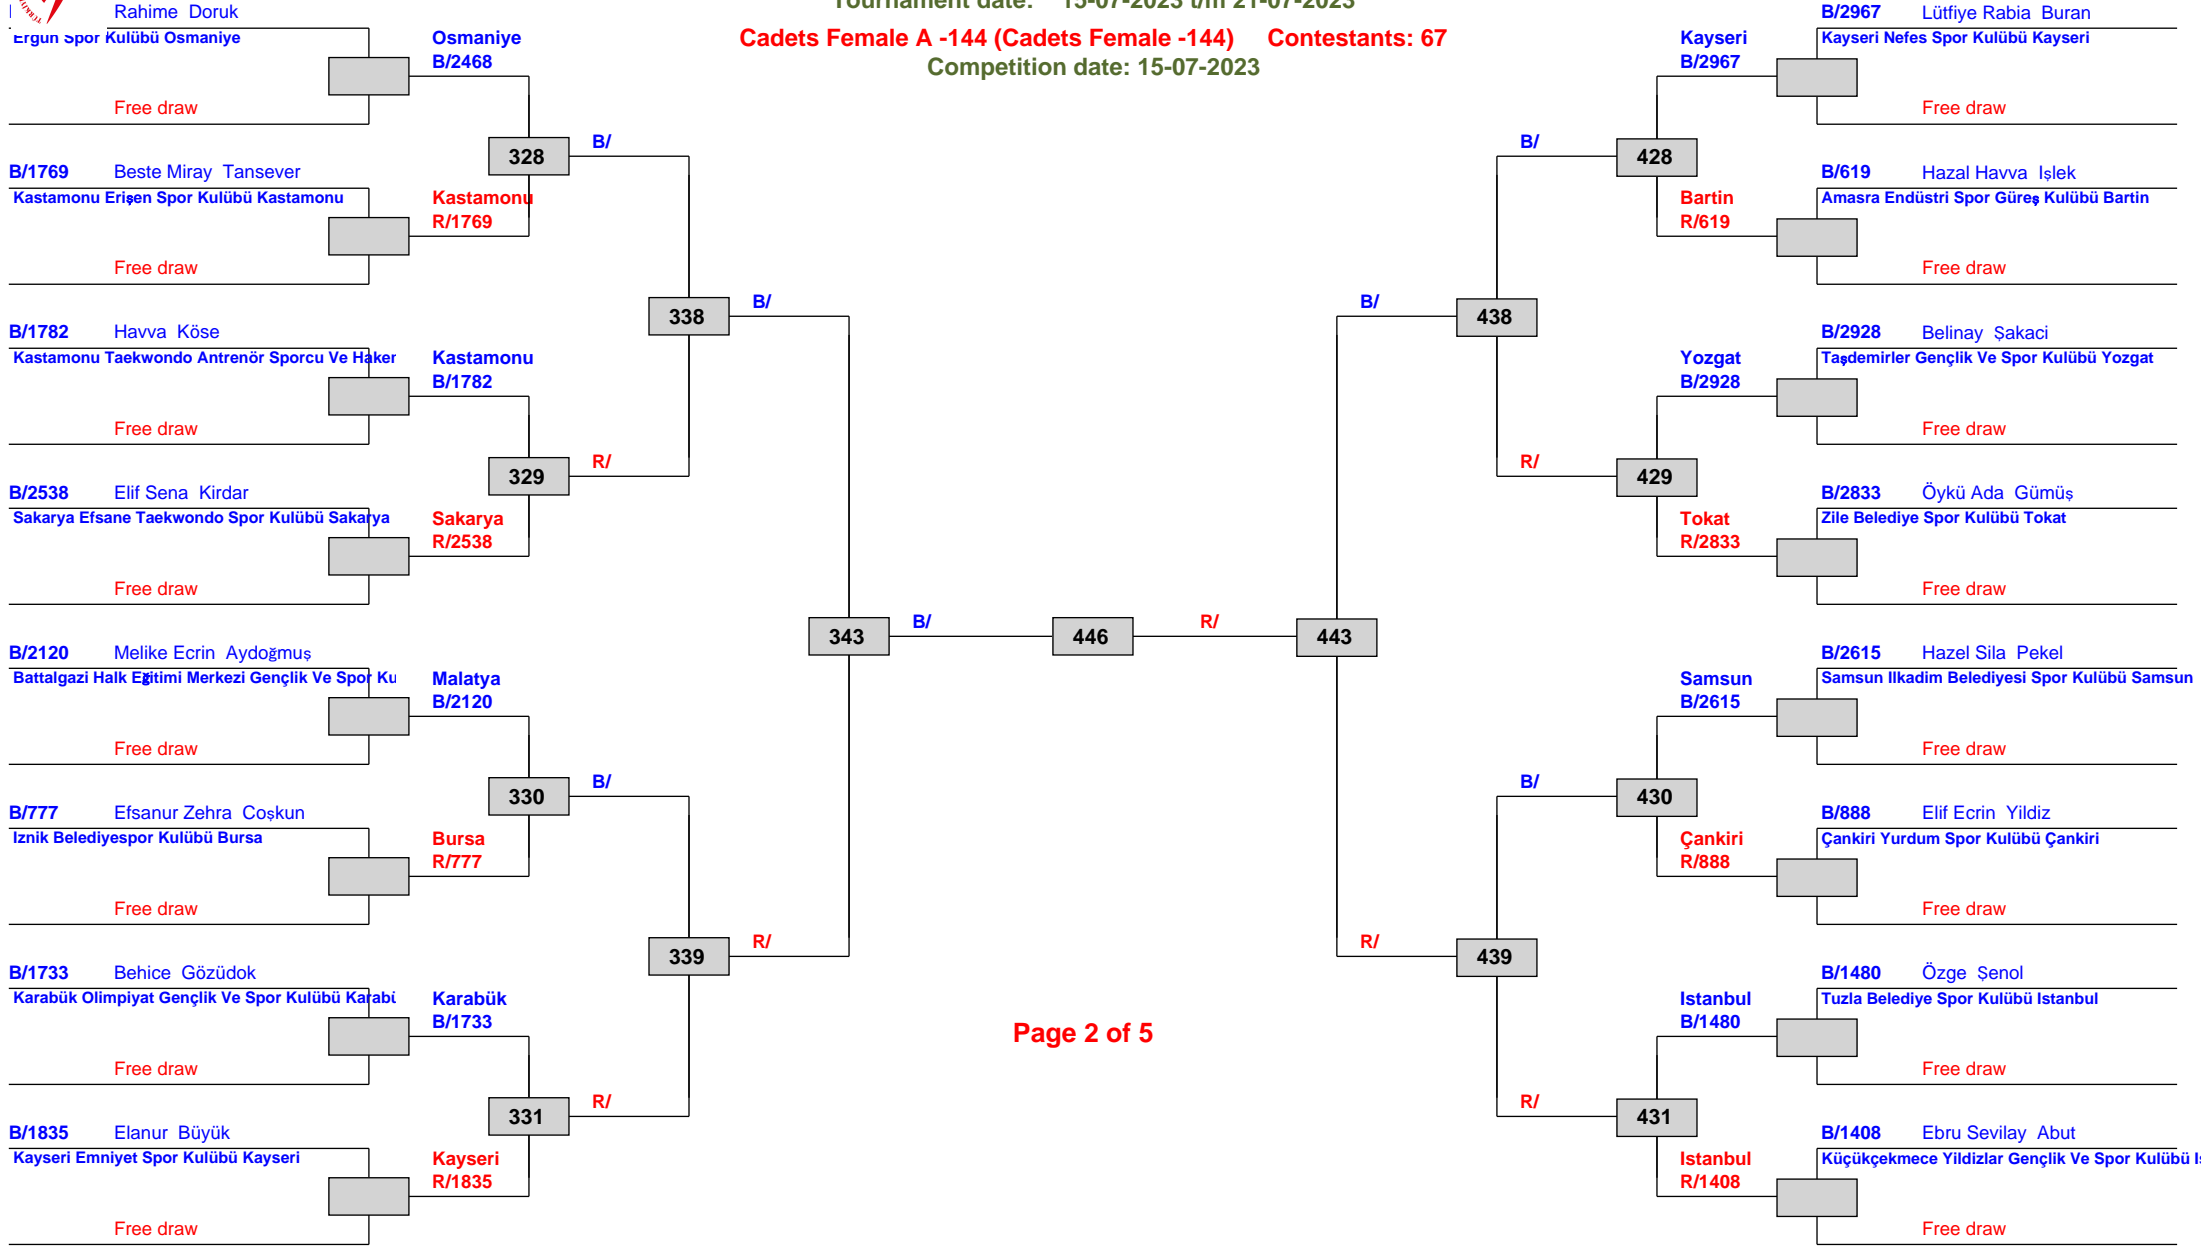 Tournament date: 15-07-2023 t/m 21-07-2023
Cadets Female A -144 (Cadets Female -144) Contestants: 67
Competition date: 15-07-2023
Rahime Doruk
Ergün Spor Kulübü Osmaniye
Free draw
Osmaniye
B/2468
328
B/
B/1769 Beste Miray Tansever
Kastamonu Erişen Spor Kulübü Kastamonu
Free draw
Kastamonu
R/1769
338
B/
B/1782 Havva Köse
Kastamonu Taekwondo Antrenör Sporcu Ve Haker
Free draw
Kastamonu
B/1782
329
R/
B/2538 Elif Sena Kirdar
Sakarya Efsane Taekwondo Spor Kulübü Sakarya
Free draw
Sakarya
R/2538
343
B/
446
R/
443
B/2120 Melike Ecrin Aydoğmuş
Battalgazi Halk Eğitimi Merkezi Gençlik Ve Spor Ku
Free draw
Malatya
B/2120
330
B/
B/777 Efsanur Zehra Coşkun
Iznik Belediyespor Kulübü Bursa
Free draw
Bursa
R/777
339
R/
B/1733 Behice Gözüdok
Karabük Olimpiyat Gençlik Ve Spor Kulübü Karabü
Free draw
Karabük
B/1733
331
R/
B/1835 Elanur Büyük
Kayseri Emniyet Spor Kulübü Kayseri
Free draw
Kayseri
R/1835
Page 2 of 5
B/2967 Lütfiye Rabia Buran
Kayseri Nefes Spor Kulübü Kayseri
Free draw
Kayseri
B/2967
428
B/
B/619 Hazal Havva Işlek
Amasra Endüstri Spor Güreş Kulübü Bartin
Free draw
Bartin
R/619
438
B/
B/2928 Belinay Şakaci
Taşdemirler Gençlik Ve Spor Kulübü Yozgat
Free draw
Yozgat
B/2928
429
R/
B/2833 Öykü Ada Gümüş
Zile Belediye Spor Kulübü Tokat
Free draw
Tokat
R/2833
B/2615 Hazel Sila Pekel
Samsun Ilkadim Belediyesi Spor Kulübü Samsun
Free draw
Samsun
B/2615
430
B/
B/888 Elif Ecrin Yildiz
Çankiri Yurdum Spor Kulübü Çankiri
Free draw
Çankiri
R/888
439
R/
B/1480 Özge Şenol
Tuzla Belediye Spor Kulübü Istanbul
Free draw
Istanbul
B/1480
431
R/
B/1408 Ebru Sevilay Abut
Küçükçekmece Yildizlar Gençlik Ve Spor Kulübü Is
Free draw
Istanbul
R/1408